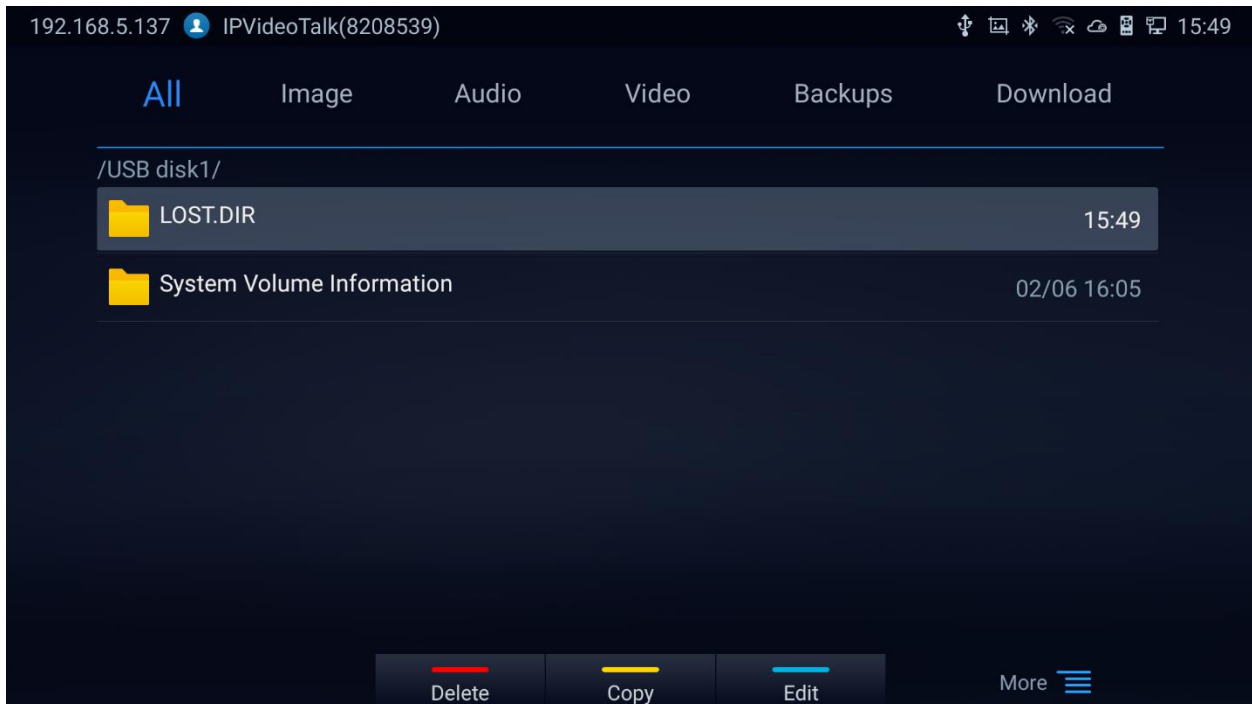 192.168.5.137 IPVideoTalk(8208539) 15:49
All Image Audio Video Backups Download
/USB disk1/
LOST.DIR 15:49
System Volume Information 02/06 16:05
Delete Copy Edit More